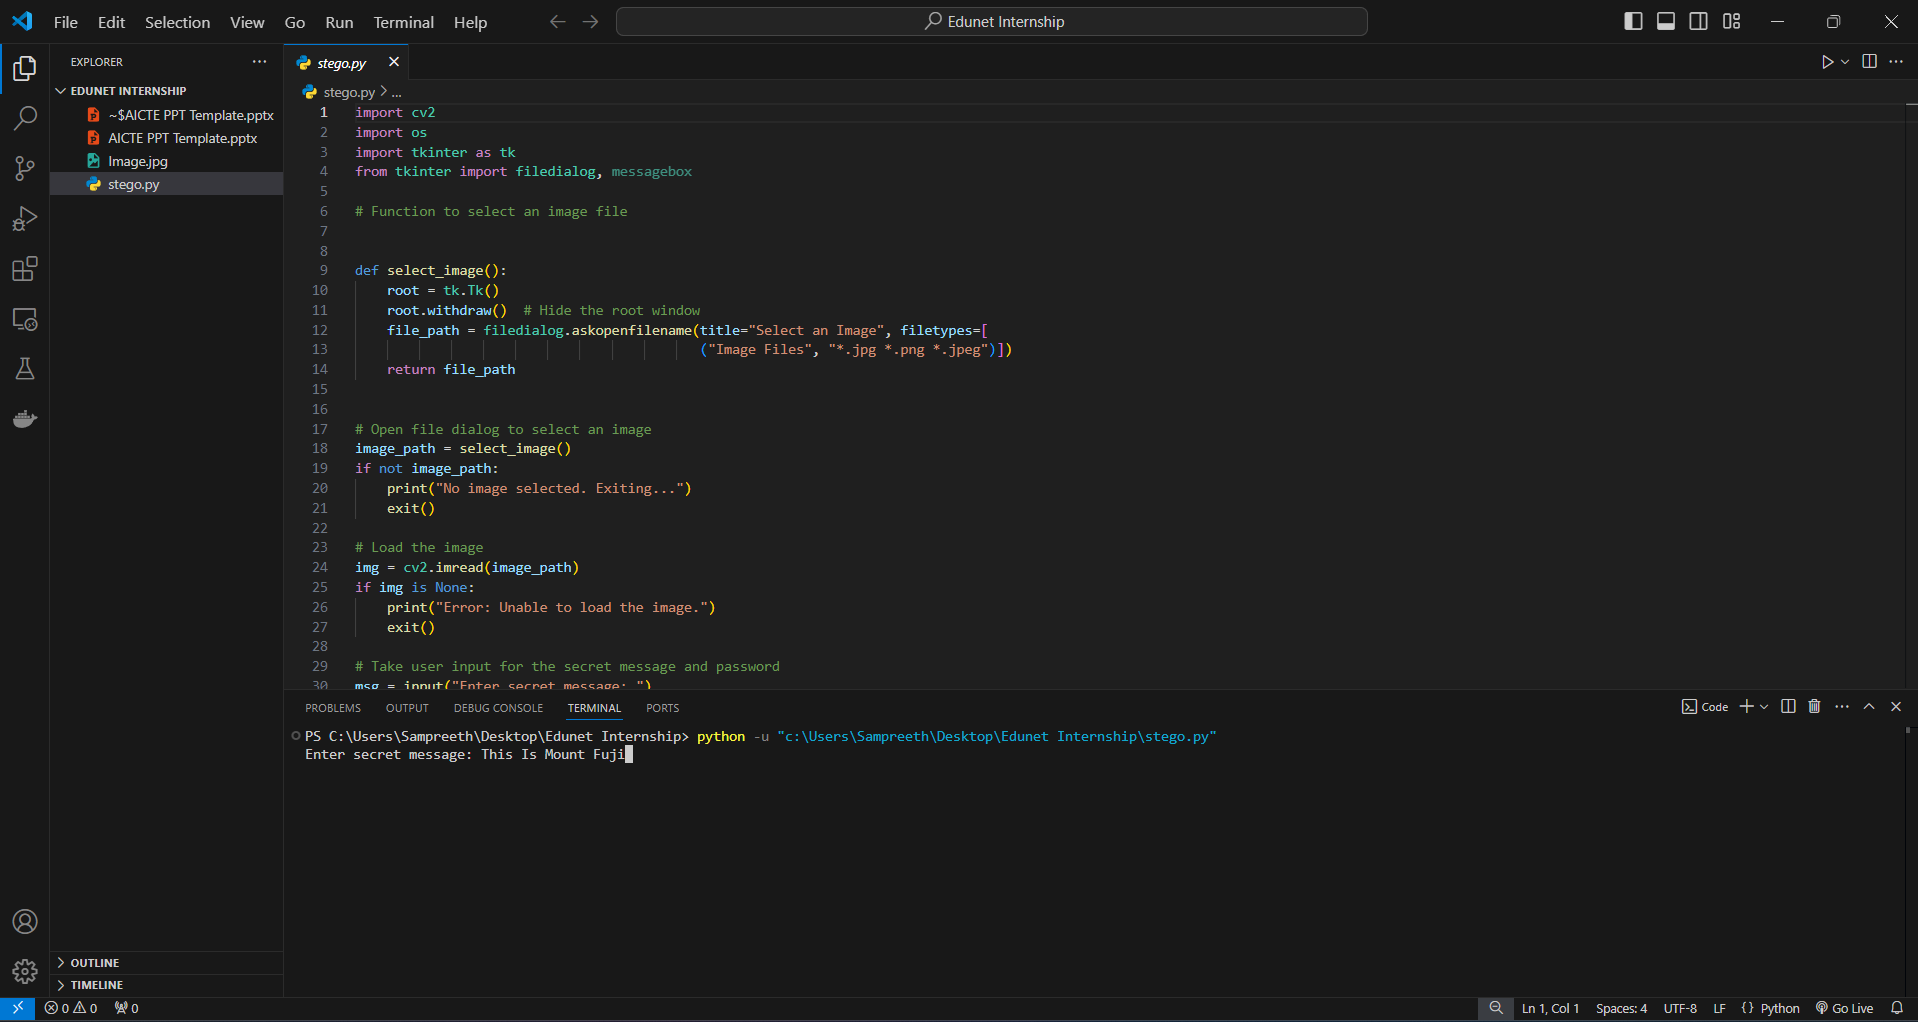 File Edit Selection View Go Run Terminal Help
Edunet Internship
EXPLORER
EDUNET INTERNSHIP
~$AICTE PPT Template.pptx
AICTE PPT Template.pptx
Image.jpg
stego.py
OUTLINE
TIMELINE
stego.py
stego.py > ...
1 import cv2
2 import os
3 import tkinter as tk
4 from tkinter import filedialog, messagebox
5
6 # Function to select an image file
7
8
9 def select_image():
10     root = tk.Tk()
11     root.withdraw()  # Hide the root window
12     file_path = filedialog.askopenfilename(title="Select an Image", filetypes=[
13                                            ("Image Files", "*.jpg *.png *.jpeg")])
14     return file_path
15
16
17 # Open file dialog to select an image
18 image_path = select_image()
19 if not image_path:
20     print("No image selected. Exiting...")
21     exit()
22
23 # Load the image
24 img = cv2.imread(image_path)
25 if img is None:
26     print("Error: Unable to load the image.")
27     exit()
28
29 # Take user input for the secret message and password
30 msg = input("Enter secret message: ")
PROBLEMS OUTPUT DEBUG CONSOLE TERMINAL PORTS
Code
PS C:\Users\Sampreeth\Desktop\Edunet Internship> python -u "c:\Users\Sampreeth\Desktop\Edunet Internship\stego.py"
Enter secret message: This Is Mount Fuji
0 0 0
Ln 1, Col 1 Spaces: 4 UTF-8 LF {} Python Go Live